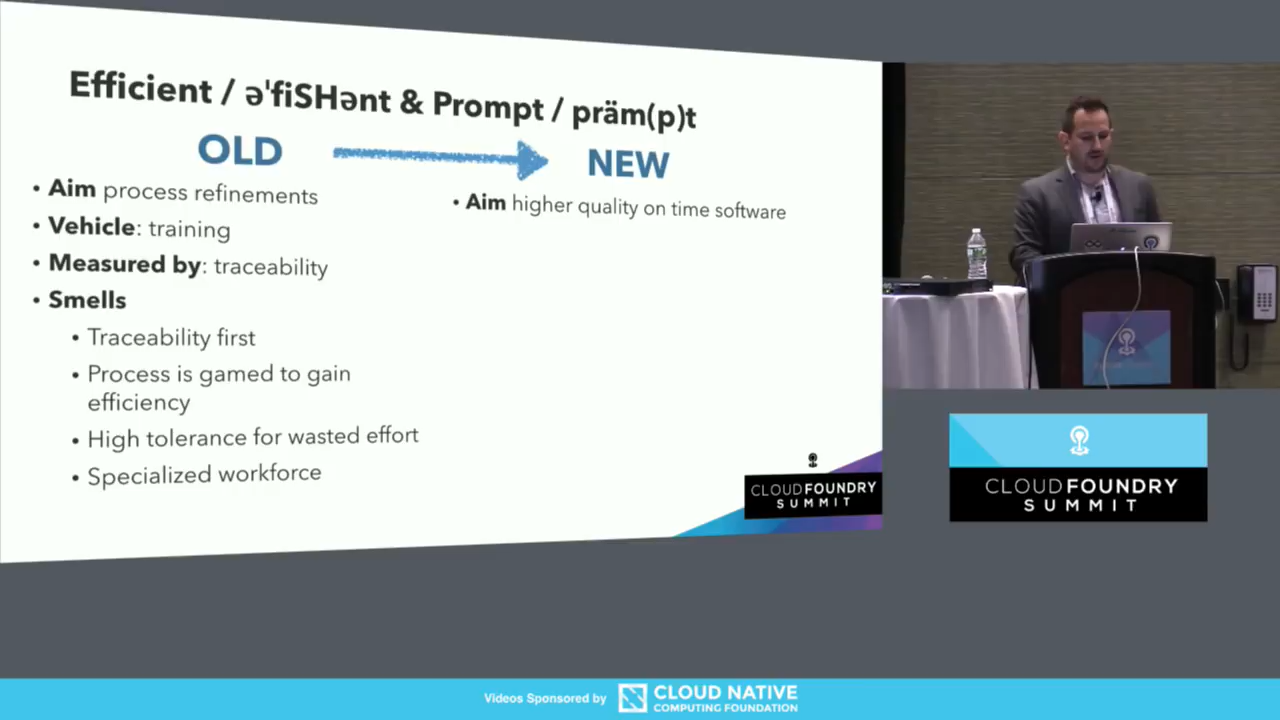 Efficient / ə'fiSHənt & Prompt / präm(p)t
OLD
NEW
• Aim process refinements
• Vehicle: training
• Measured by: traceability
• Smells
• Traceability first
• Process is gamed to gain
efficiency
• High tolerance for wasted effort
• Specialized workforce
• Aim higher quality on time software
CLOUD FOUNDRY
SUMMIT
CLOUD FOUNDRY
SUMMIT
Videos Sponsored by
CLOUD NATIVE
COMPUTING FOUNDATION